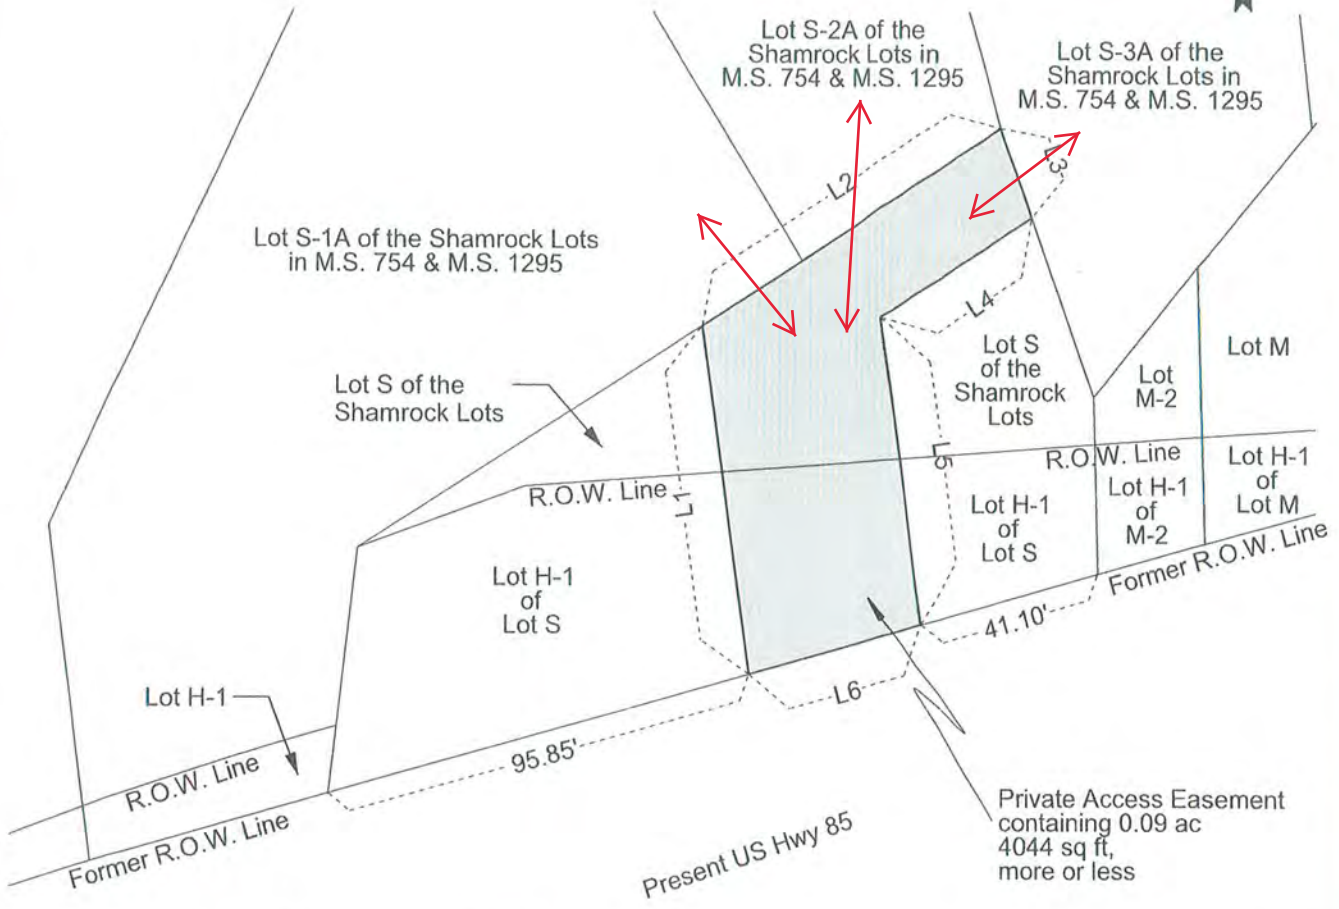 Lot S-2A of the
Shamrock Lots in
M.S. 754 & M.S. 1295
Lot S-3A of the
Shamrock Lots in
M.S. 754 & M.S. 1295
L3
L2
Lot S-1A of the Shamrock Lots
in M.S. 754 & M.S. 1295
L4
Lot S
of the
Shamrock
Lots
Lot M
Lot
M-2
Lot S of the
Shamrock Lots
L5
R.O.W. Line
R.O.W. Line
L1
Lot H-1
of
Lot S
Lot H-1
of
M-2
Lot H-1
of
Lot M
Lot H-1
of
Lot S
Former R.O.W. Line
41.10'
L6
Lot H-1
95.85'
R.O.W. Line
Former R.O.W. Line
Present US Hwy 85
Private Access Easement
containing 0.09 ac
4044 sq ft,
more or less